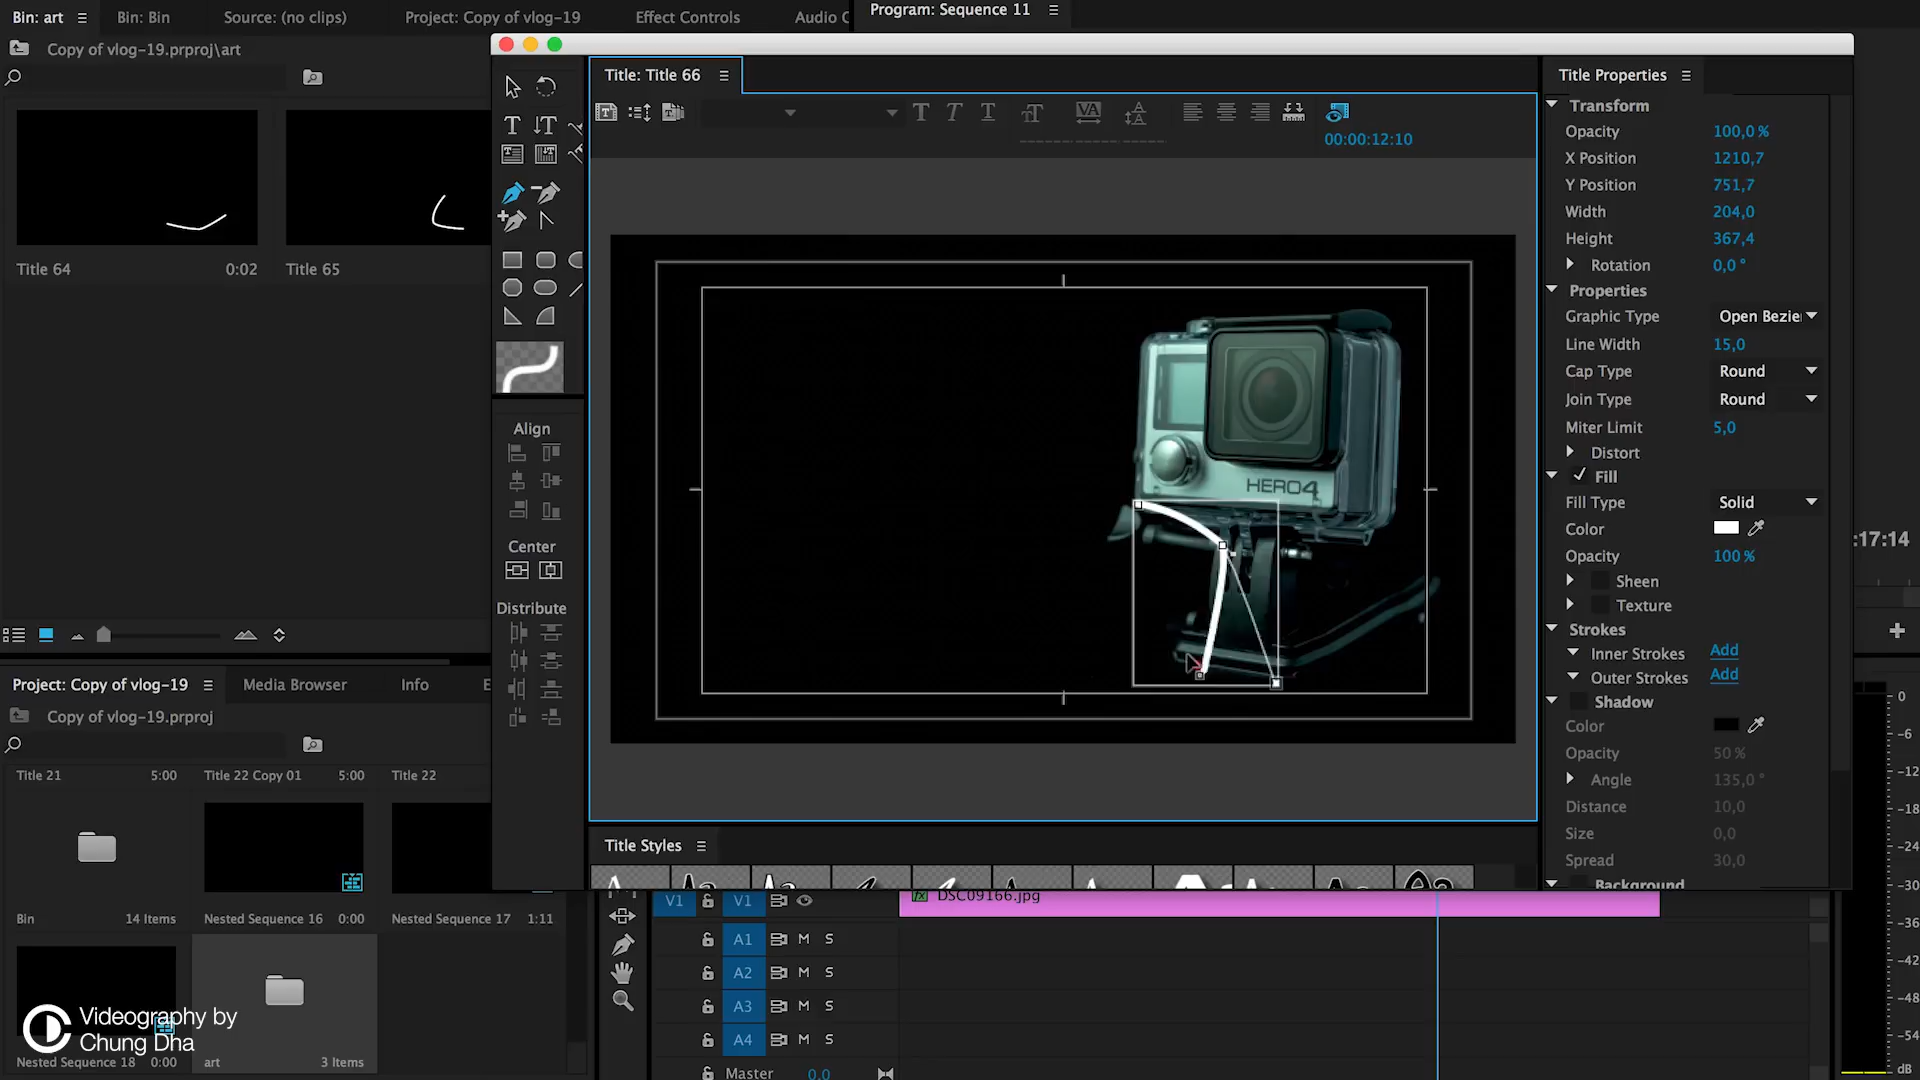 Bin: art
Bin: Bin
Source: (no clips)
Project: Copy of vlog-19
Effect Controls
Audio C
Program: Sequence 11
Copy of vlog-19.prproj\art
Title 64
0:02
Title 65
Title: Title 66
00:00:12:10
Align
Center
Distribute
HERO4
Title Properties
Transform
Opacity 100,0 %
X Position 1210,7
Y Position 751,7
Width 204,0
Height 367,4
Rotation 0,0 °
Properties
Graphic Type Open Bezier
Line Width 15,0
Cap Type Round
Join Type Round
Miter Limit 5,0
Distort
Fill
Fill Type Solid
Color
Opacity 100 %
Sheen
Texture
Strokes
Inner Strokes Add
Outer Strokes Add
Shadow
Color
Opacity 50 %
Angle 135,0 °
Distance 10,0
Size 0,0
Spread 30,0
Background
:17:14
Title Styles
Project: Copy of vlog-19
Media Browser
Info
E
Copy of vlog-19.prproj
Title 21 5:00
Title 22 Copy 01 5:00
Title 22
Bin 14 Items
Nested Sequence 16 0:00
Nested Sequence 17 1:11
Nested Sequence 18 0:00
art 3 Items
Videography by
Chung Dha
V1 V1
DSC09166.jpg
A1 M S
A2 M S
A3 M S
A4 M S
Master 0,0
0
-6
-12
-18
-24
-30
-36
-42
-48
-54
dB